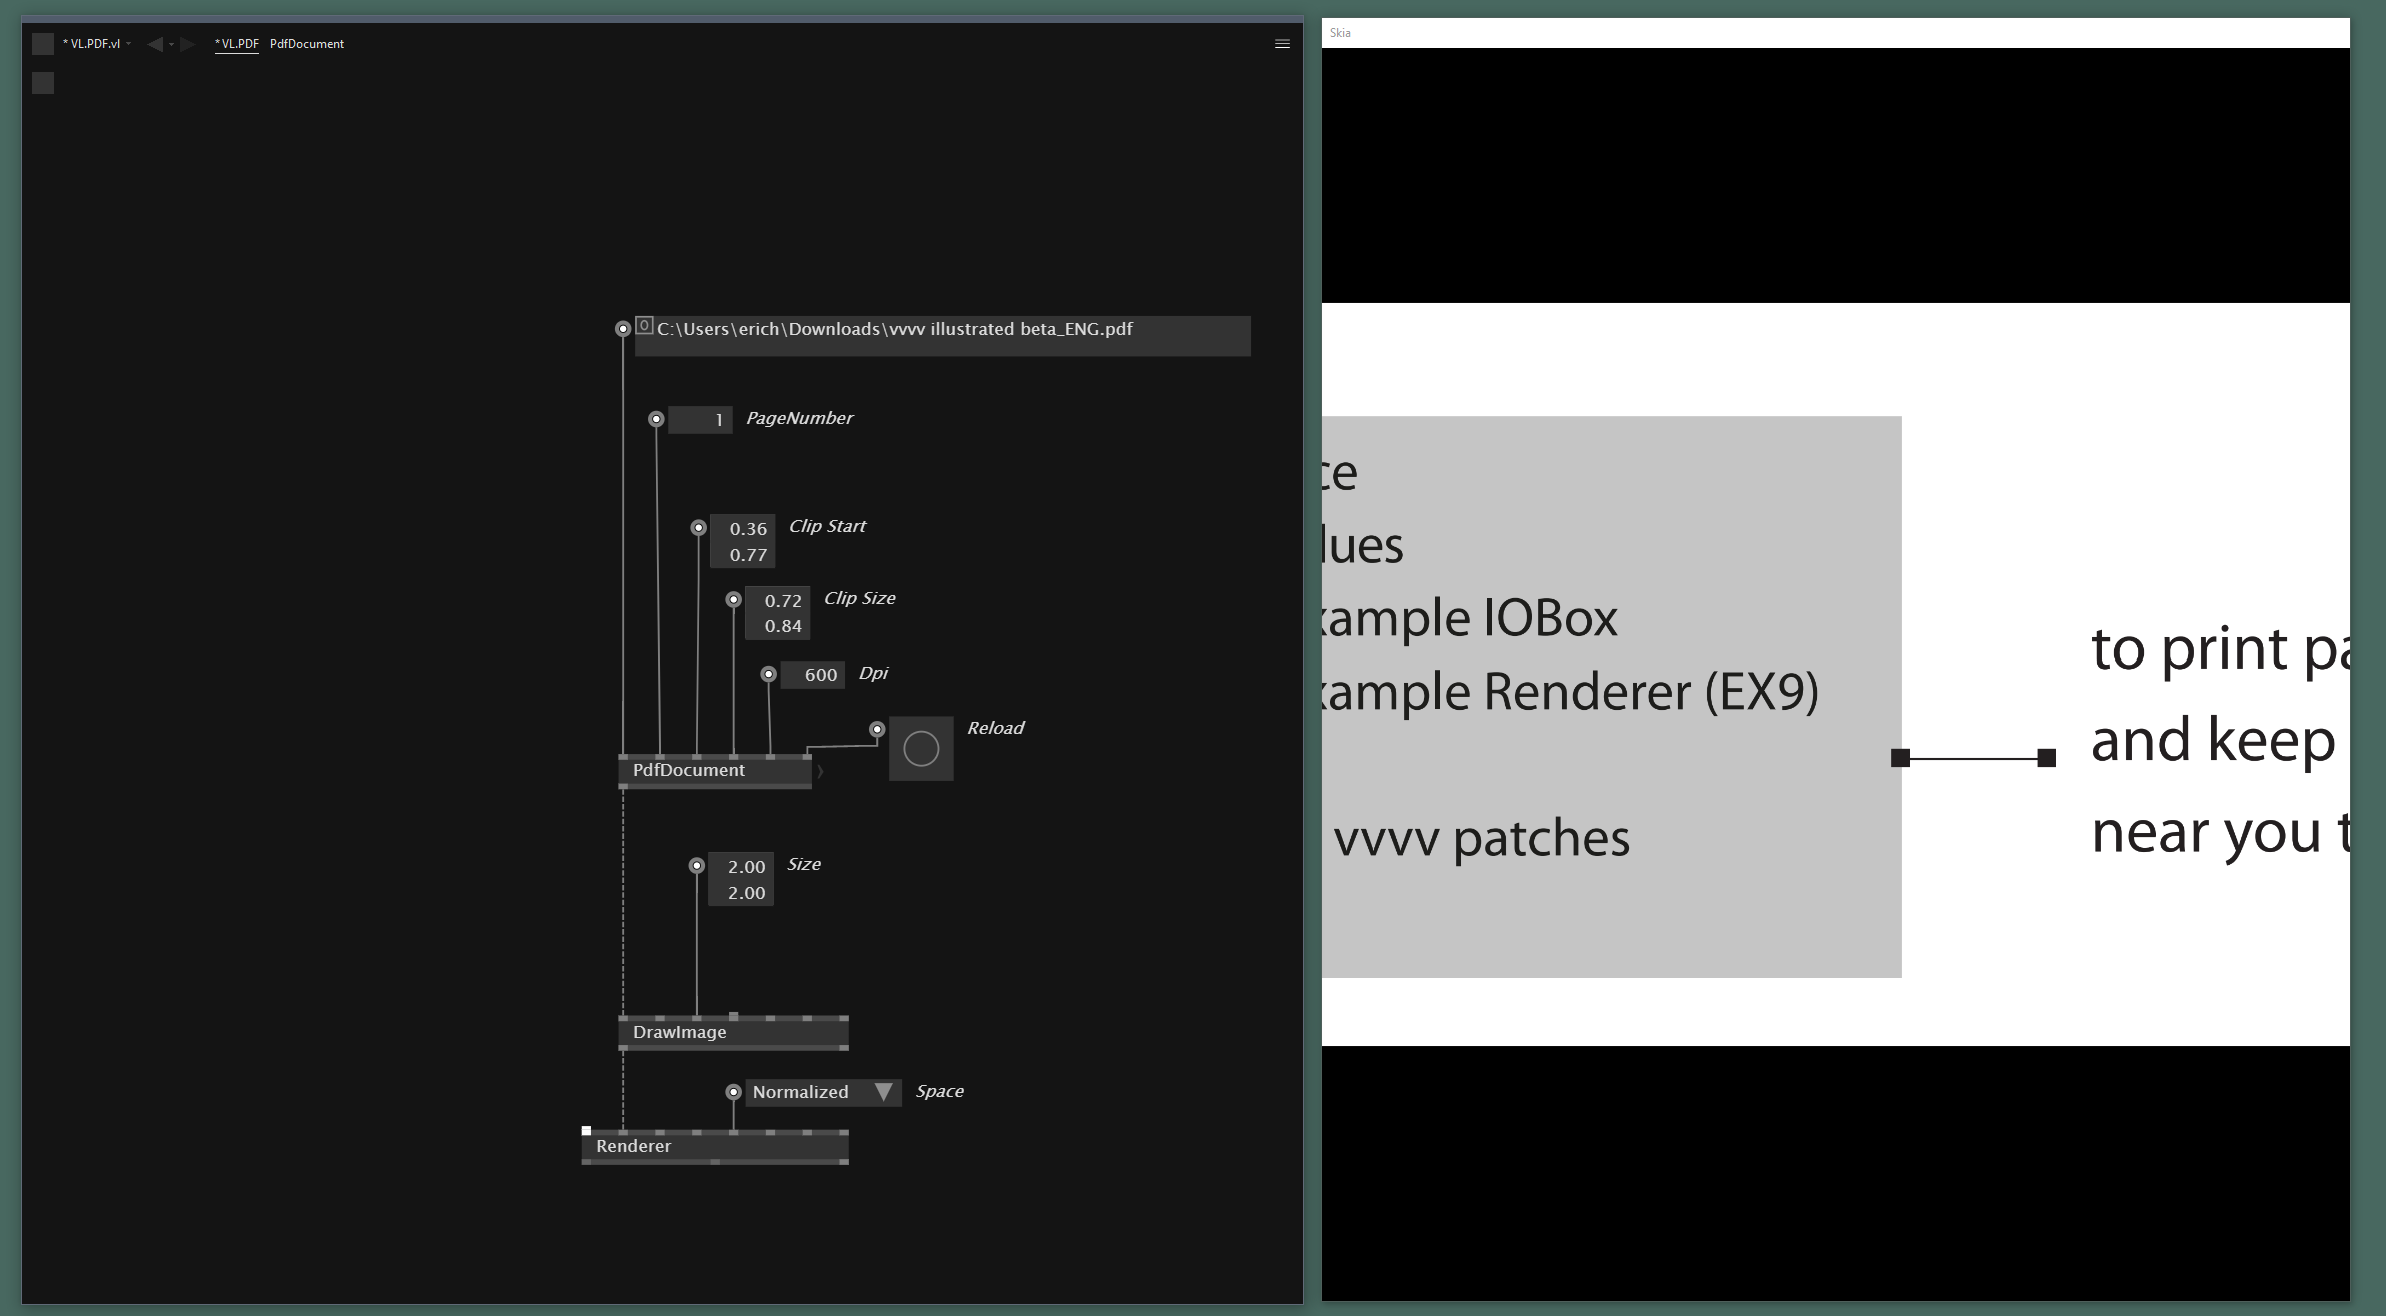 * VL.PDF.vl
* VL.PDF
PdfDocument
O
C:\Users\erich\Downloads\vvvv illustrated beta_ENG.pdf
1
PageNumber
0.36
0.77
Clip Start
0.72
0.84
Clip Size
600
Dpi
Reload
PdfDocument
2.00
2.00
Size
DrawImage
Normalized
Space
Renderer
Skia
ce
lues
xample IOBox
xample Renderer (EX9)
vvvv patches
to print pa
and keep
near you t